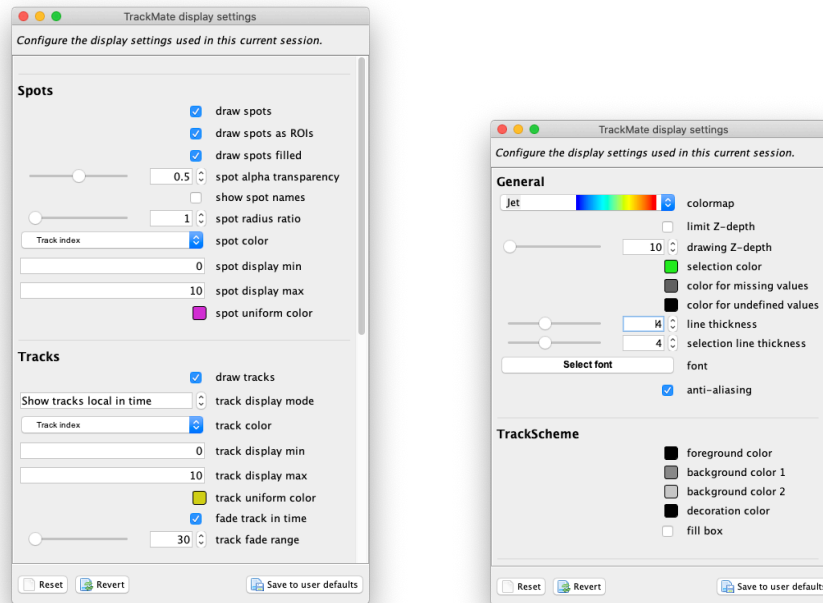 TrackMate display settings
Configure the display settings used in this current session.
Spots
draw spots
draw spots as ROIs
draw spots filled
0.5 spot alpha transparency
show spot names
1 spot radius ratio
Track index spot color
0 spot display min
10 spot display max
spot uniform color
Tracks
draw tracks
Show tracks local in time track display mode
Track index track color
0 track display min
10 track display max
track uniform color
fade track in time
30 track fade range
Reset Revert Save to user defaults
TrackMate display settings
Configure the display settings used in this current session.
General
Jet colormap
limit Z-depth
10 drawing Z-depth
selection color
color for missing values
color for undefined values
4 line thickness
4 selection line thickness
Select font font
anti-aliasing
TrackScheme
foreground color
background color 1
background color 2
decoration color
fill box
Reset Revert Save to user defaults